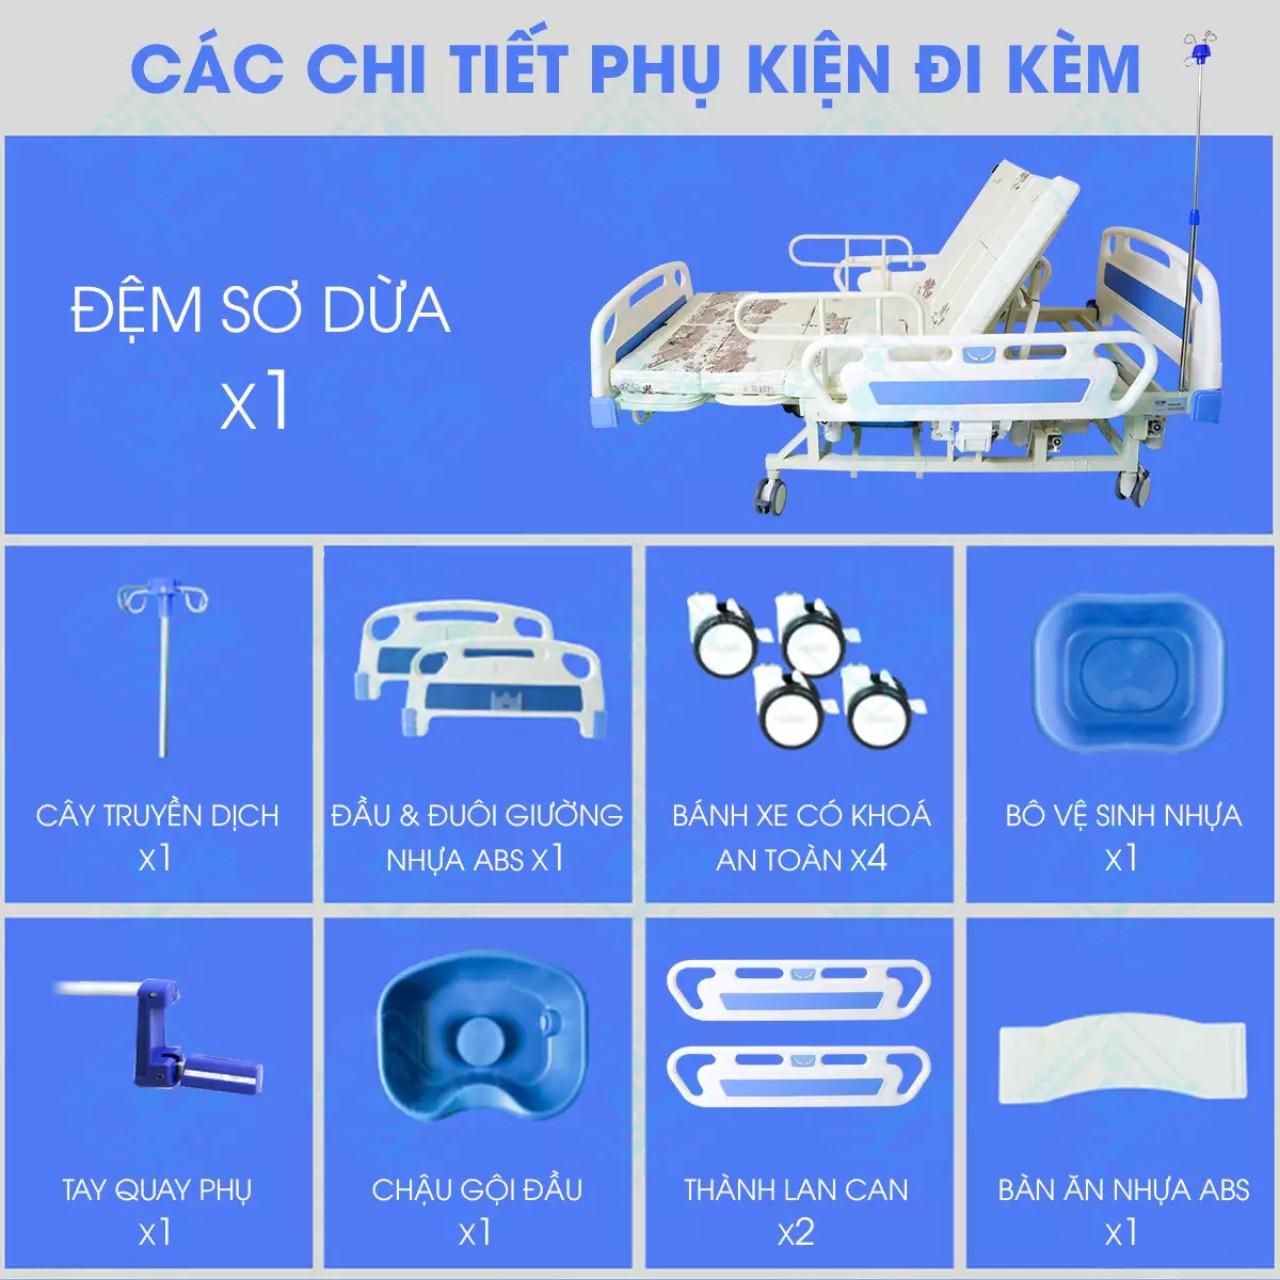 CÁC CHI TIẾT PHỤ KIỆN ĐI KÈM
ĐỆM SƠ DỪA
X1
CÂY TRUYỀN DỊCH
X1
ĐẦU & ĐUÔI GIƯỜNG
NHỰA ABS X1
BÁNH XE CÓ KHOÁ
AN TOÀN X4
BÔ VỆ SINH NHỰA
X1
TAY QUAY PHỤ
X1
CHẬU GỘI ĐẦU
X1
THÀNH LAN CAN
X2
BÀN ĂN NHỰA ABS
X1